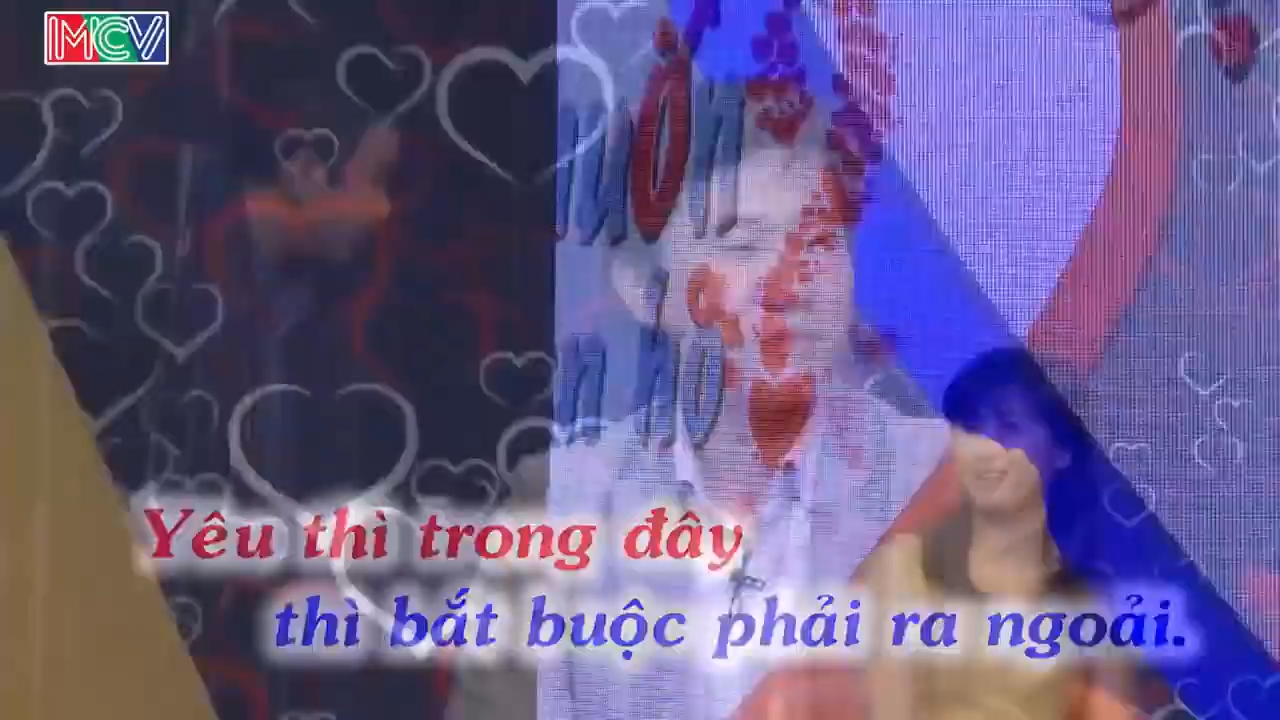 MCV
Yêu thì trong đây
thì bắt buộc phải ra ngoải.